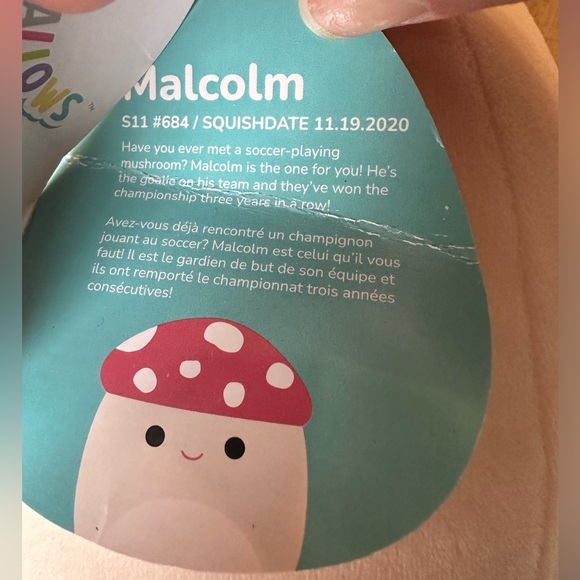 ALLOWS™
Malcolm
S11 #684 / SQUISHDATE 11.19.2020
Have you ever met a soccer-playing
mushroom? Malcolm is the one for you! He's
the goalie on his team and they've won the
championship three years in a row!
Avez-vous déjà rencontré un champignon
jouant au soccer? Malcolm est celui qu'il vous
faut! Il est le gardien de but de son équipe et
ils ont remporté le championnat trois années
consécutives!